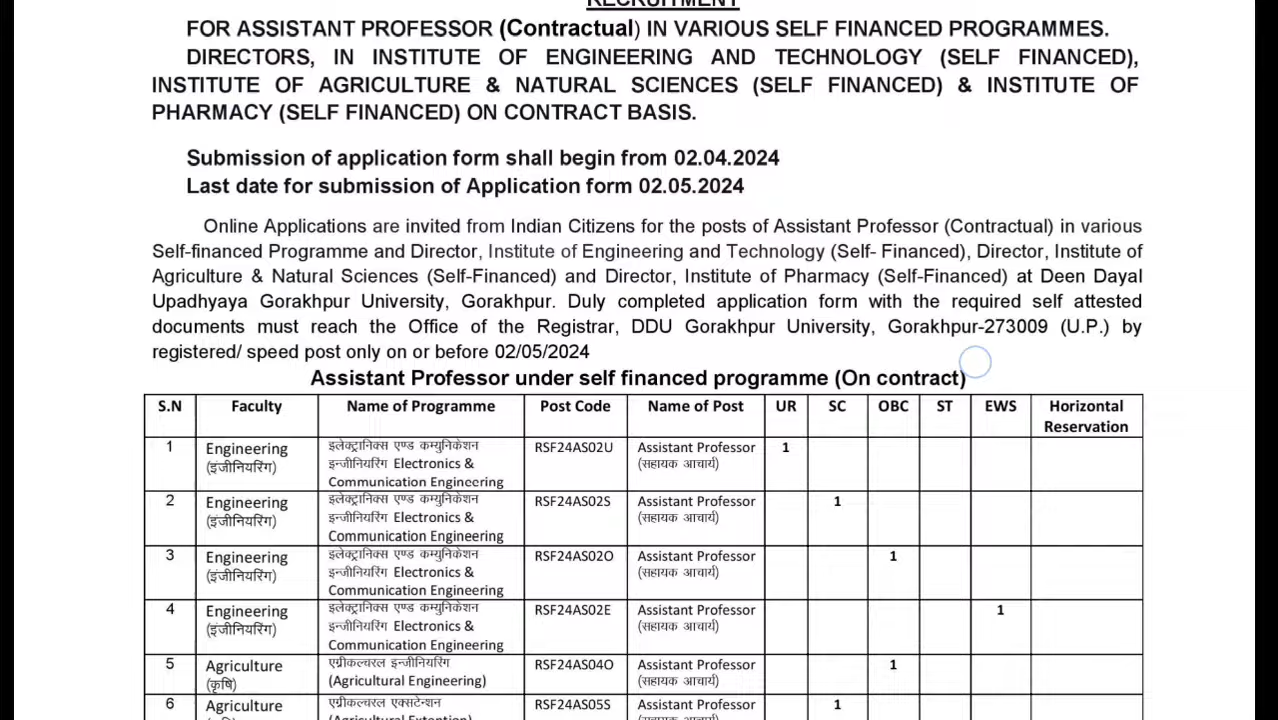 RECRUITMENT
FOR ASSISTANT PROFESSOR (Contractual) IN VARIOUS SELF FINANCED PROGRAMMES.
DIRECTORS, IN INSTITUTE OF ENGINEERING AND TECHNOLOGY (SELF FINANCED),
INSTITUTE OF AGRICULTURE & NATURAL SCIENCES (SELF FINANCED) & INSTITUTE OF
PHARMACY (SELF FINANCED) ON CONTRACT BASIS.
Submission of application form shall begin from 02.04.2024
Last date for submission of Application form 02.05.2024
Online Applications are invited from Indian Citizens for the posts of Assistant Professor (Contractual) in various
Self-financed Programme and Director, Institute of Engineering and Technology (Self- Financed), Director, Institute of
Agriculture & Natural Sciences (Self-Financed) and Director, Institute of Pharmacy (Self-Financed) at Deen Dayal
Upadhyaya Gorakhpur University, Gorakhpur. Duly completed application form with the required self attested
documents must reach the Office of the Registrar, DDU Gorakhpur University, Gorakhpur-273009 (U.P.) by
registered/ speed post only on or before 02/05/2024
Assistant Professor under self financed programme (On contract)
S.N Faculty Name of Programme Post Code Name of Post UR SC OBC ST EWS Horizontal
Reservation
1 Engineering इलेक्ट्रानिक्स एण्ड कम्युनिकेशन RSF24AS02U Assistant Professor 1
(इंजीनियरिंग) इन्जीनियरिंग Electronics & (सहायक आचार्य)
Communication Engineering
2 Engineering इलेक्ट्रानिक्स एण्ड कम्युनिकेशन RSF24AS02S Assistant Professor 1
(इंजीनियरिंग) इन्जीनियरिंग Electronics & (सहायक आचार्य)
Communication Engineering
3 Engineering इलेक्ट्रानिक्स एण्ड कम्युनिकेशन RSF24AS02O Assistant Professor 1
(इंजीनियरिंग) इन्जीनियरिंग Electronics & (सहायक आचार्य)
Communication Engineering
4 Engineering इलेक्ट्रानिक्स एण्ड कम्युनिकेशन RSF24AS02E Assistant Professor 1
(इंजीनियरिंग) इन्जीनियरिंग Electronics & (सहायक आचार्य)
Communication Engineering
5 Agriculture एग्रीकल्चरल इन्जीनियरिंग RSF24AS04O Assistant Professor 1
(कृषि) (Agricultural Engineering) (सहायक आचार्य)
6 Agriculture एग्रीकल्चरल एक्सटेन्शन RSF24AS05S Assistant Professor 1
(Agricultural Extention) (सहायक आचार्य)